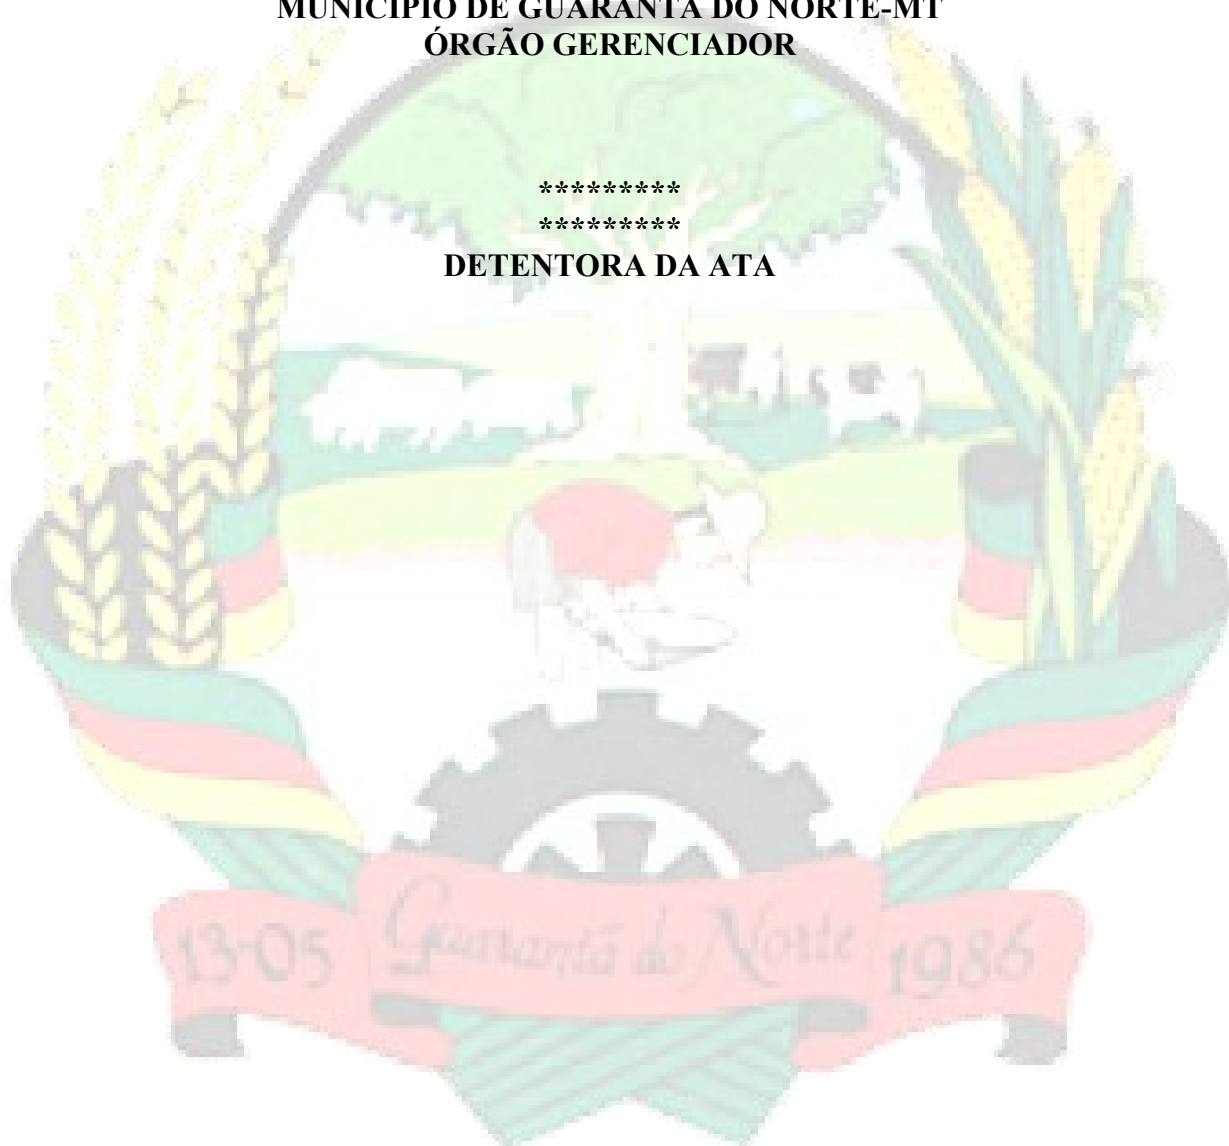 MUNICÍPIO DE GUARANTÃ DO NORTE-MT
ÓRGÃO GERENCIADOR
*********
*********
DETENTORA DA ATA
13-05 Guarantã do Norte 1986